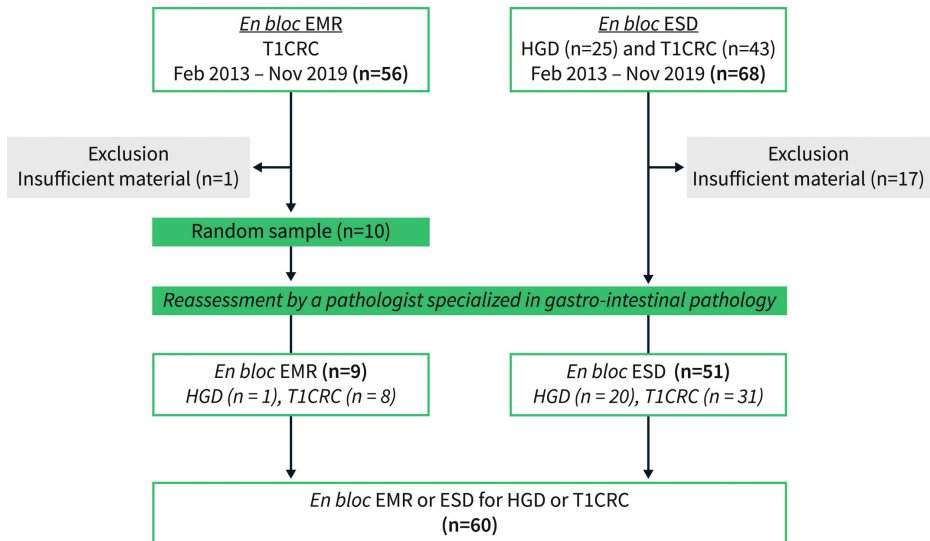 En bloc EMR
T1CRC
Feb 2013 – Nov 2019 (n=56)
En bloc ESD
HGD (n=25) and T1CRC (n=43)
Feb 2013 – Nov 2019 (n=68)
Exclusion
Insufficient material (n=1)
Exclusion
Insufficient material (n=17)
Random sample (n=10)
Reassessment by a pathologist specialized in gastro-intestinal pathology
En bloc EMR (n=9)
HGD (n = 1), T1CRC (n = 8)
En bloc ESD (n=51)
HGD (n = 20), T1CRC (n = 31)
En bloc EMR or ESD for HGD or T1CRC
(n=60)